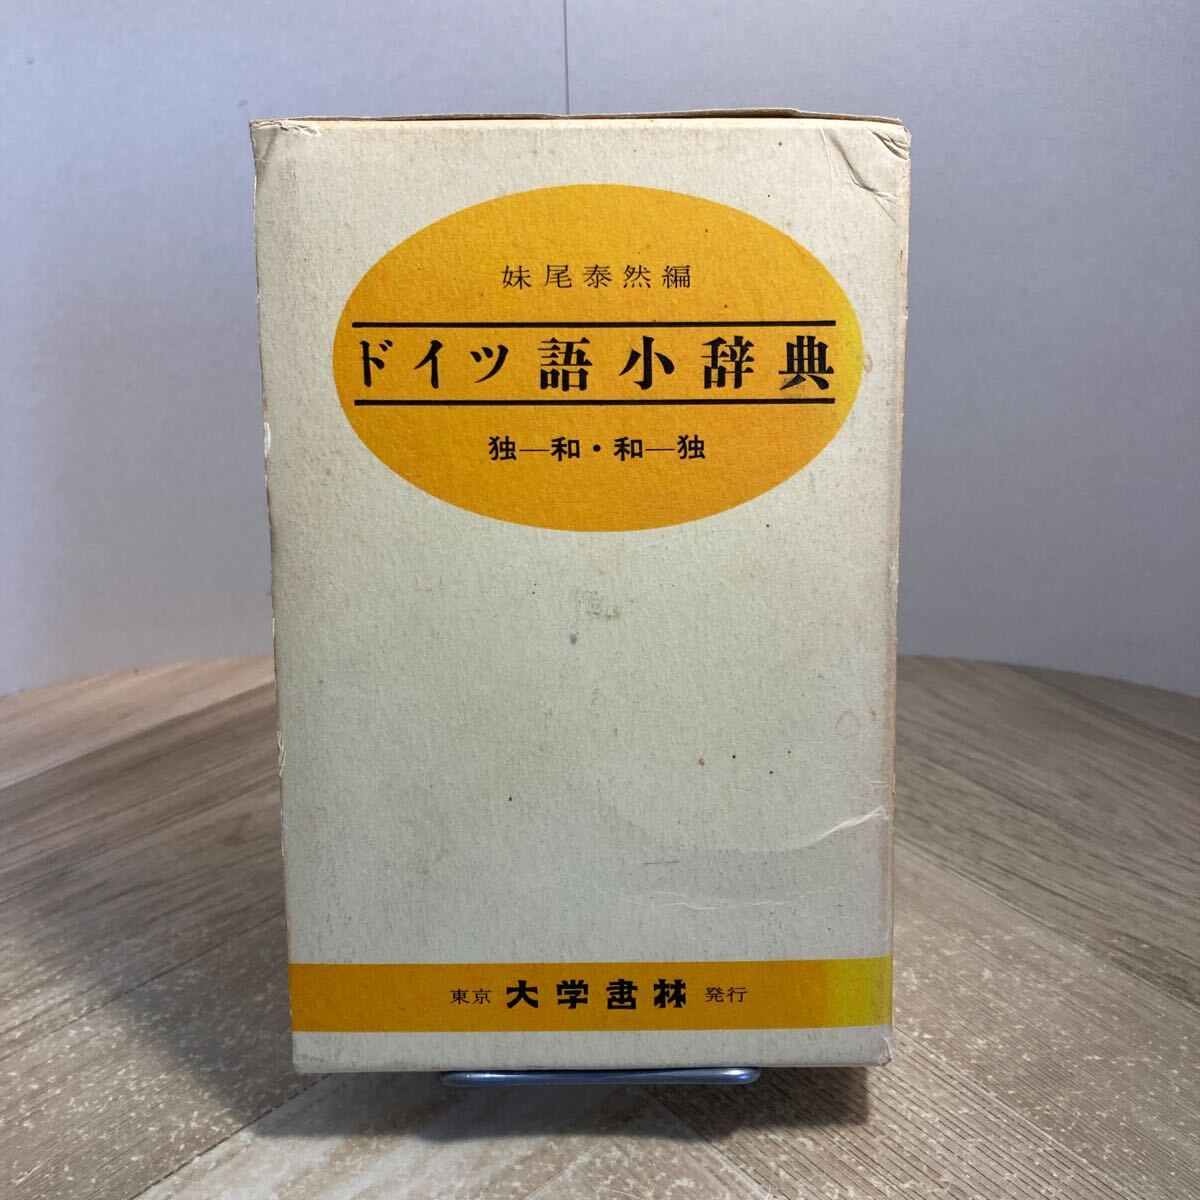 妹尾泰然編
ドイツ語小辞典
独―和・和―独
東京 大学書林 発行